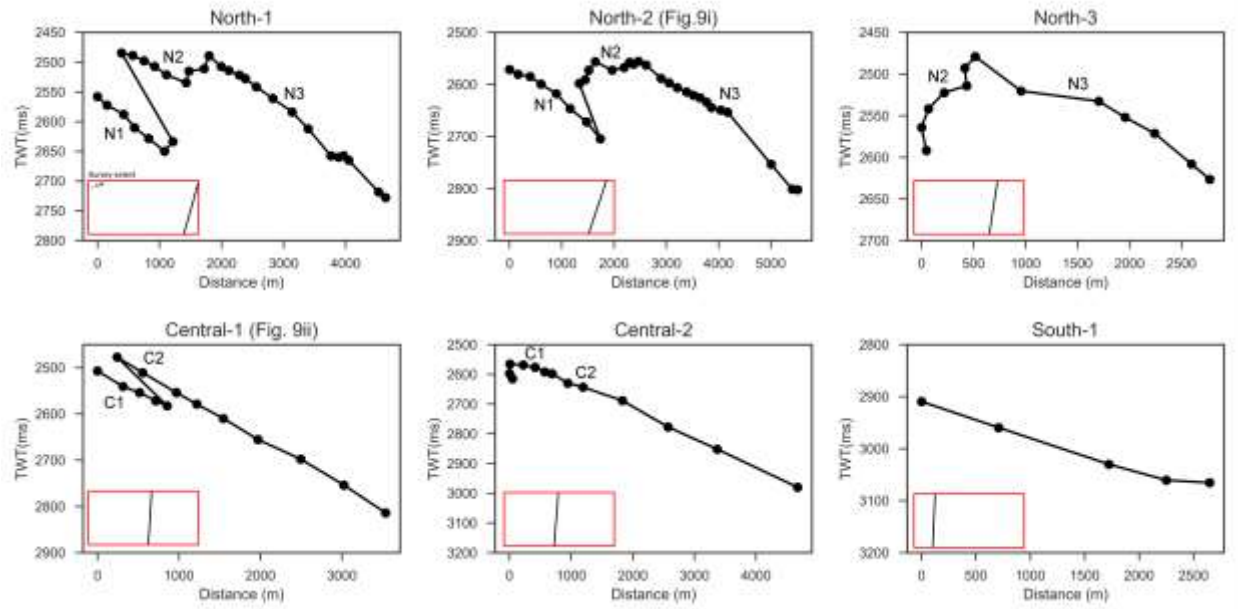 North-1
North-2 (Fig.9i)
North-3
2450
2500
2550
2600
2650
2700
2750
2800
TWT(ms)
N1
N2
N3
Survey extent
0
1000
2000
3000
4000
Distance (m)
2500
2600
2700
2800
2900
TWT(ms)
N1
N2
N3
0
1000
2000
3000
4000
5000
Distance (m)
2450
2500
2550
2600
2650
2700
TWT(ms)
N2
N3
0
500
1000
1500
2000
2500
Distance (m)
Central-1 (Fig. 9ii)
Central-2
South-1
2500
2600
2700
2800
2900
TWT(ms)
C1
C2
0
1000
2000
3000
Distance (m)
2500
2600
2700
2800
2900
3000
3100
3200
TWT(ms)
C1
C2
0
1000
2000
3000
4000
Distance (m)
2800
2900
3000
3100
3200
TWT(ms)
0
500
1000
1500
2000
2500
Distance (m)